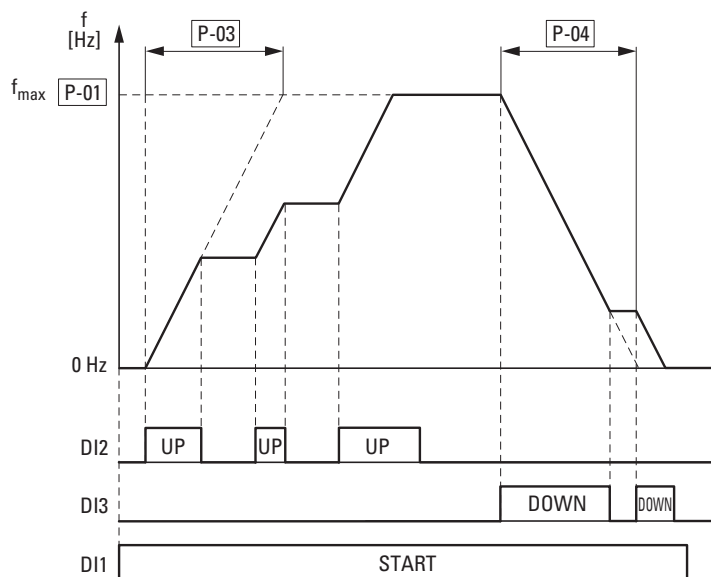 f
[Hz]
P-03
P-04
fmax P-01
0 Hz
DI2 UP UP UP
DI3 DOWN DOWN
DI1 START